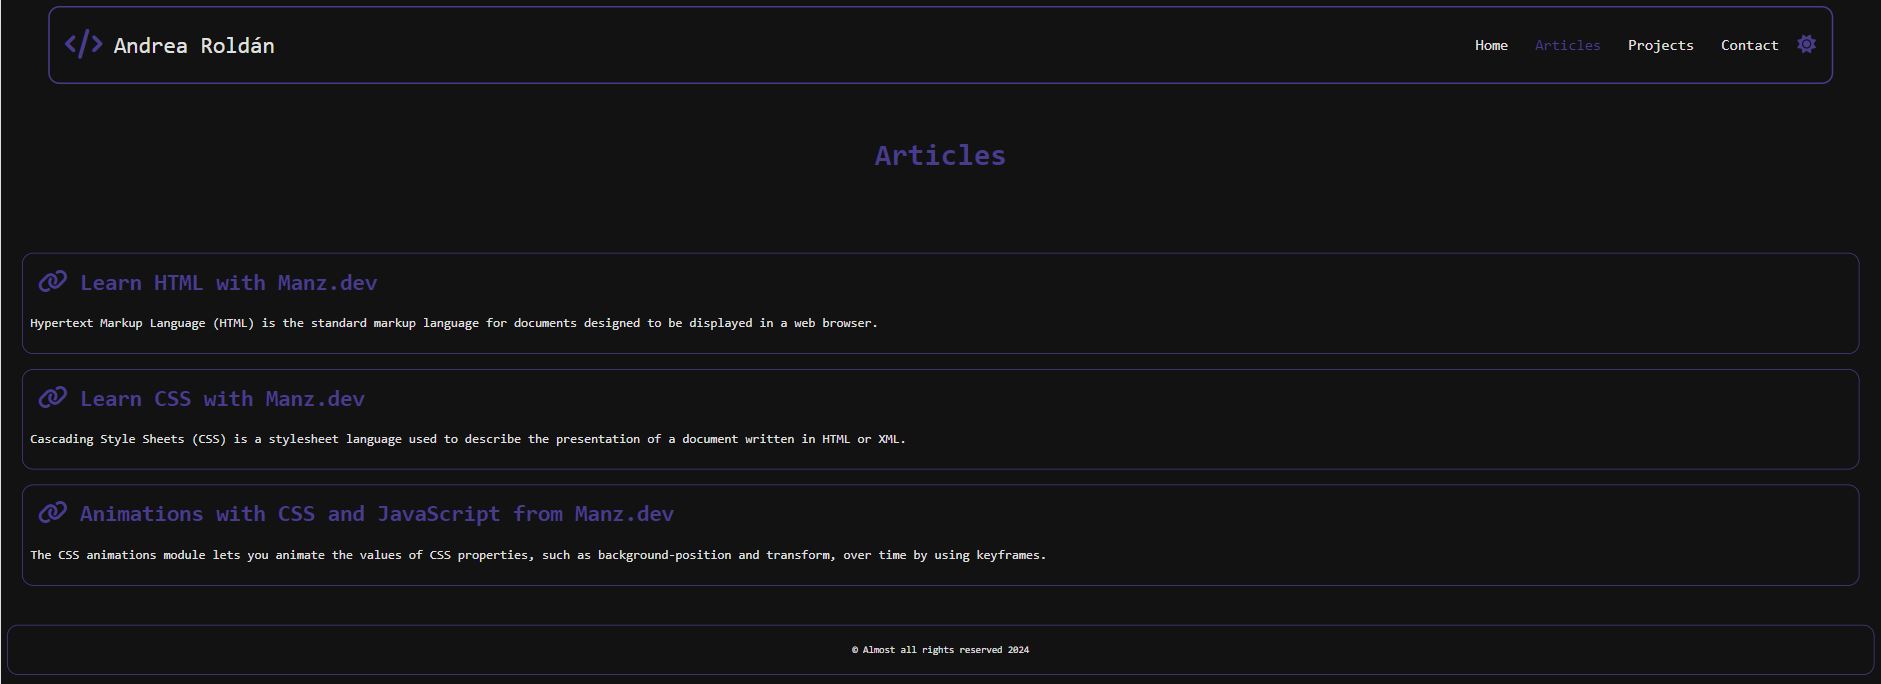 </> Andrea Roldán
Home Articles Projects Contact
Articles
Learn HTML with Manz.dev
Hypertext Markup Language (HTML) is the standard markup language for documents designed to be displayed in a web browser.
Learn CSS with Manz.dev
Cascading Style Sheets (CSS) is a stylesheet language used to describe the presentation of a document written in HTML or XML.
Animations with CSS and JavaScript from Manz.dev
The CSS animations module lets you animate the values of CSS properties, such as background-position and transform, over time by using keyframes.
© Almost all rights reserved 2024